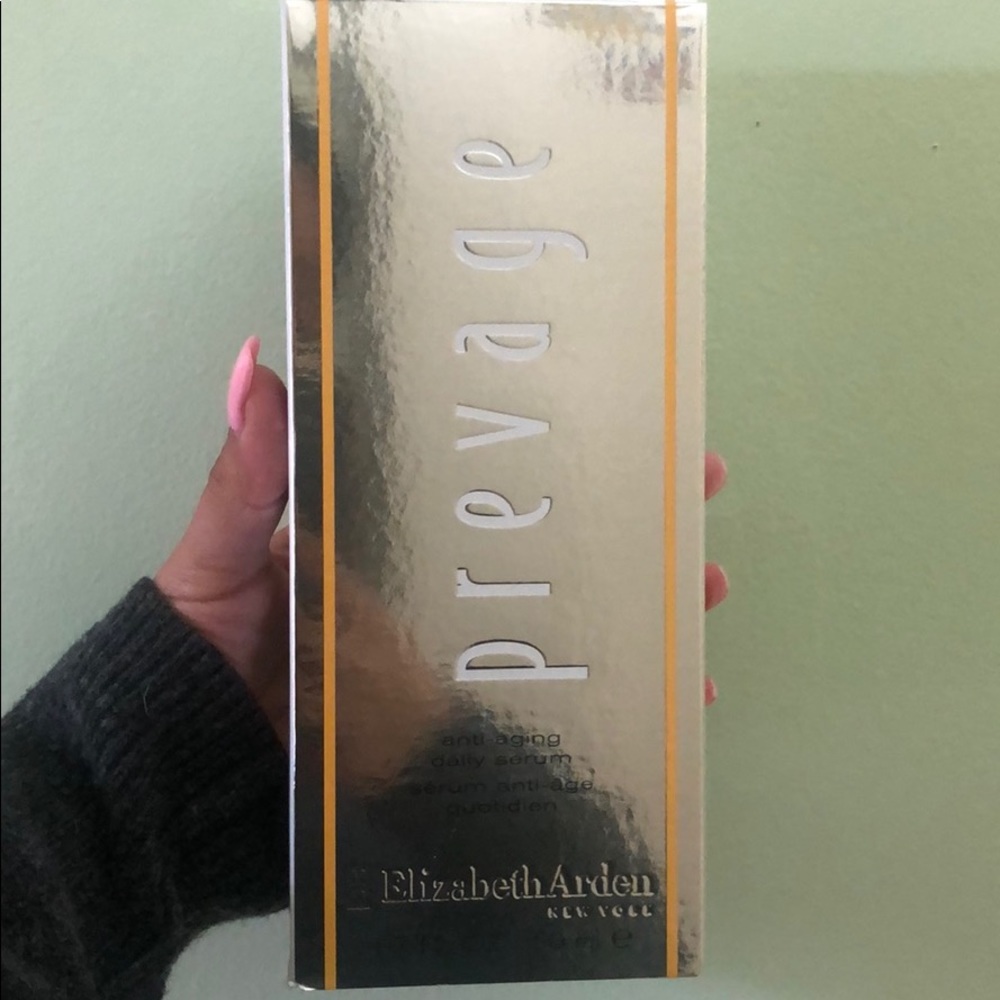 prevage
anti-aging
daily serum
sérum anti-âge
quotidien
Elizabeth Arden
NEW YORK
℮